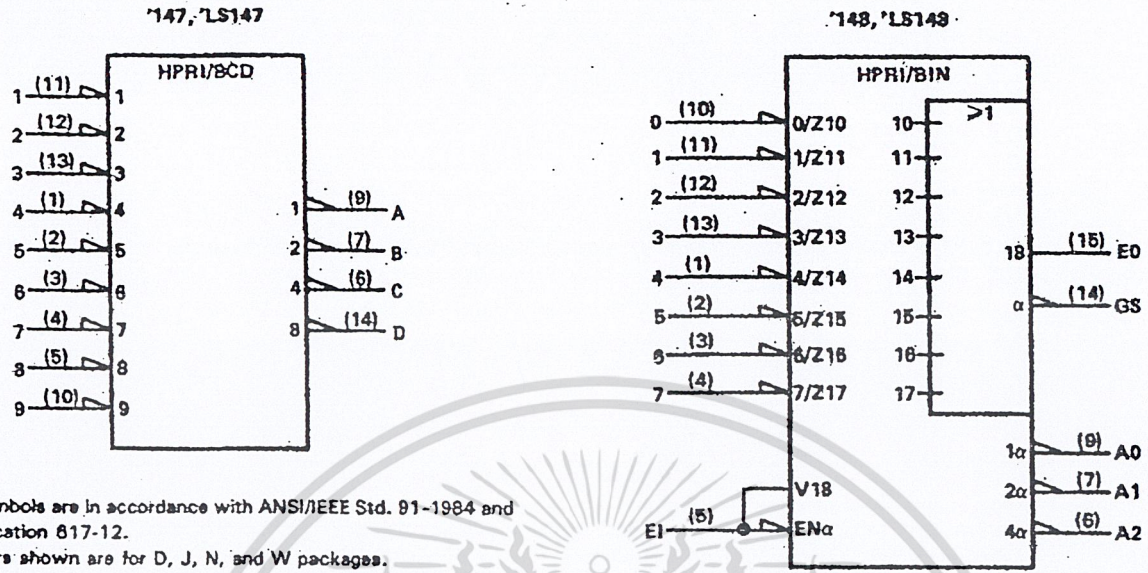 '147, 'LS147
HPRI/BCD
1 (11) 1
2 (12) 2
3 (13) 3
4 (1) 4
5 (2) 5
6 (3) 6
7 (4) 7
8 (5) 8
9 (10) 9
1 (9) A
2 (7) B
4 (6) C
8 (14) D
'148, 'LS148
HPRI/BIN
≥1
0 (10) 0/Z10 10
1 (11) 1/Z11 11
2 (12) 2/Z12 12
3 (13) 3/Z13 13
4 (1) 4/Z14 14
5 (2) 5/Z15 15
6 (3) 6/Z16 16
7 (4) 7/Z17 17
18 (15) E0
α (14) GS
V18
EI (5) ENα
1α (9) A0
2α (7) A1
4α (6) A2
nbols are in accordance with ANSI/IEEE Std. 91-1984 and
cation 617-12.
rs shown are for D, J, N, and W packages.